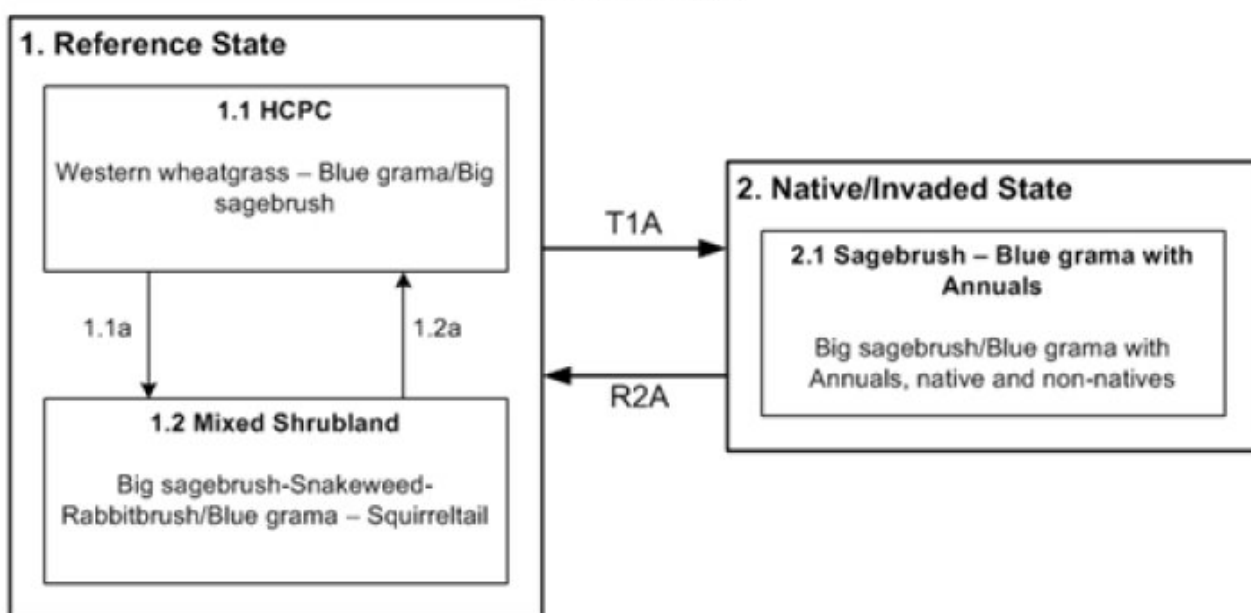 1. Reference State
1.1 HCPC
Western wheatgrass – Blue grama/Big
sagebrush
1.1a
1.2a
1.2 Mixed Shrubland
Big sagebrush-Snakeweed-
Rabbitbrush/Blue grama – Squirreltail
T1A
R2A
2. Native/Invaded State
2.1 Sagebrush – Blue grama with
Annuals
Big sagebrush/Blue grama with
Annuals, native and non-natives